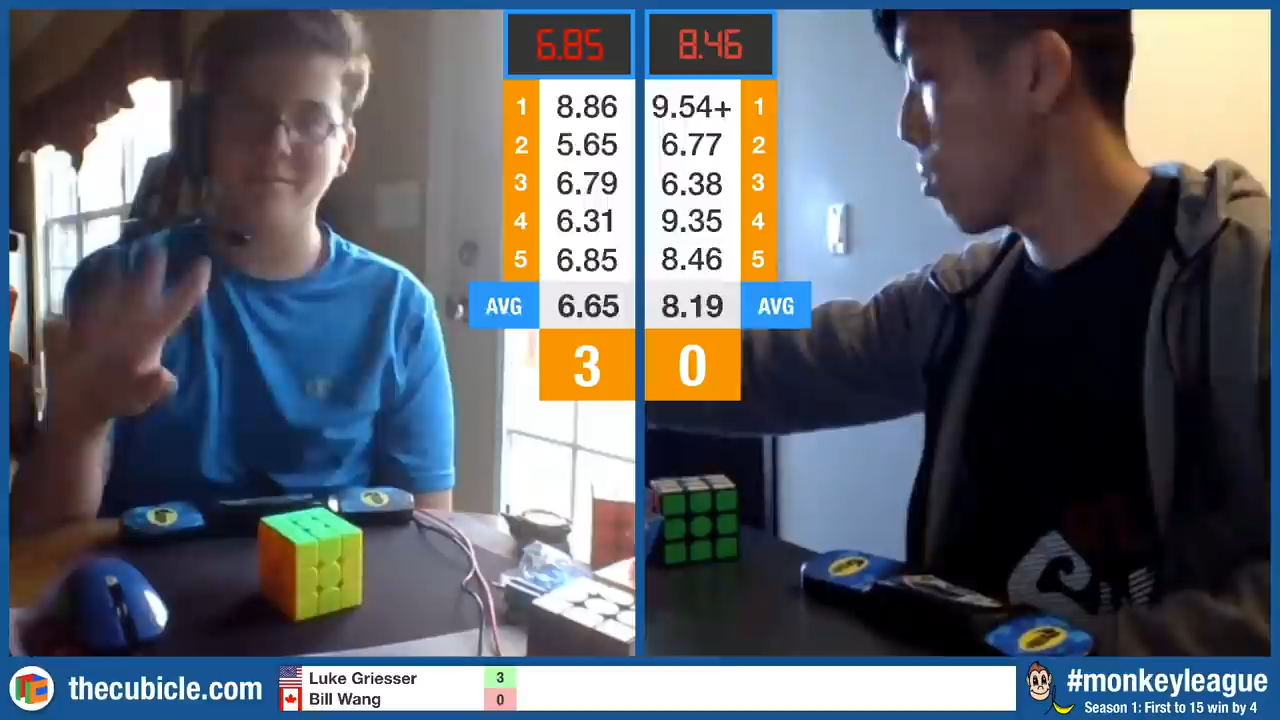 6.85 8.46
1 8.86 9.54+ 1
2 5.65 6.77 2
3 6.79 6.38 3
4 6.31 9.35 4
5 6.85 8.46 5
AVG 6.65 8.19 AVG
3 0
thecubicle.com
Luke Griesser 3
Bill Wang 0
#monkeyleague
Season 1: First to 15 win by 4